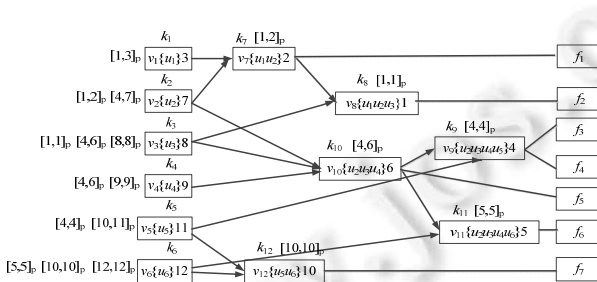 k1 k7 [1,2]p
[1,3]p v1{u1}3 v7{u1u2}2 f1
k2 k8 [1,1]p
[1,2]p [4,7]p v2{u2}7 v8{u1u2u3}1 f2
k3 k9 [4,4]p f3
[1,1]p [4,6]p [8,8]p v3{u3}8 v9{u2u3u4u5}4
k4 k10 [4,6]p f4
[4,6]p [9,9]p v4{u4}9 v10{u2u3u4}6 f5
k5 k11 [5,5]p
[4,4]p [10,11]p v5{u5}11 v11{u2u3u4u6}5 f6
k6 k12 [10,10]p
[5,5]p [10,10]p [12,12]p v6{u6}12 v12{u5u6}10 f7